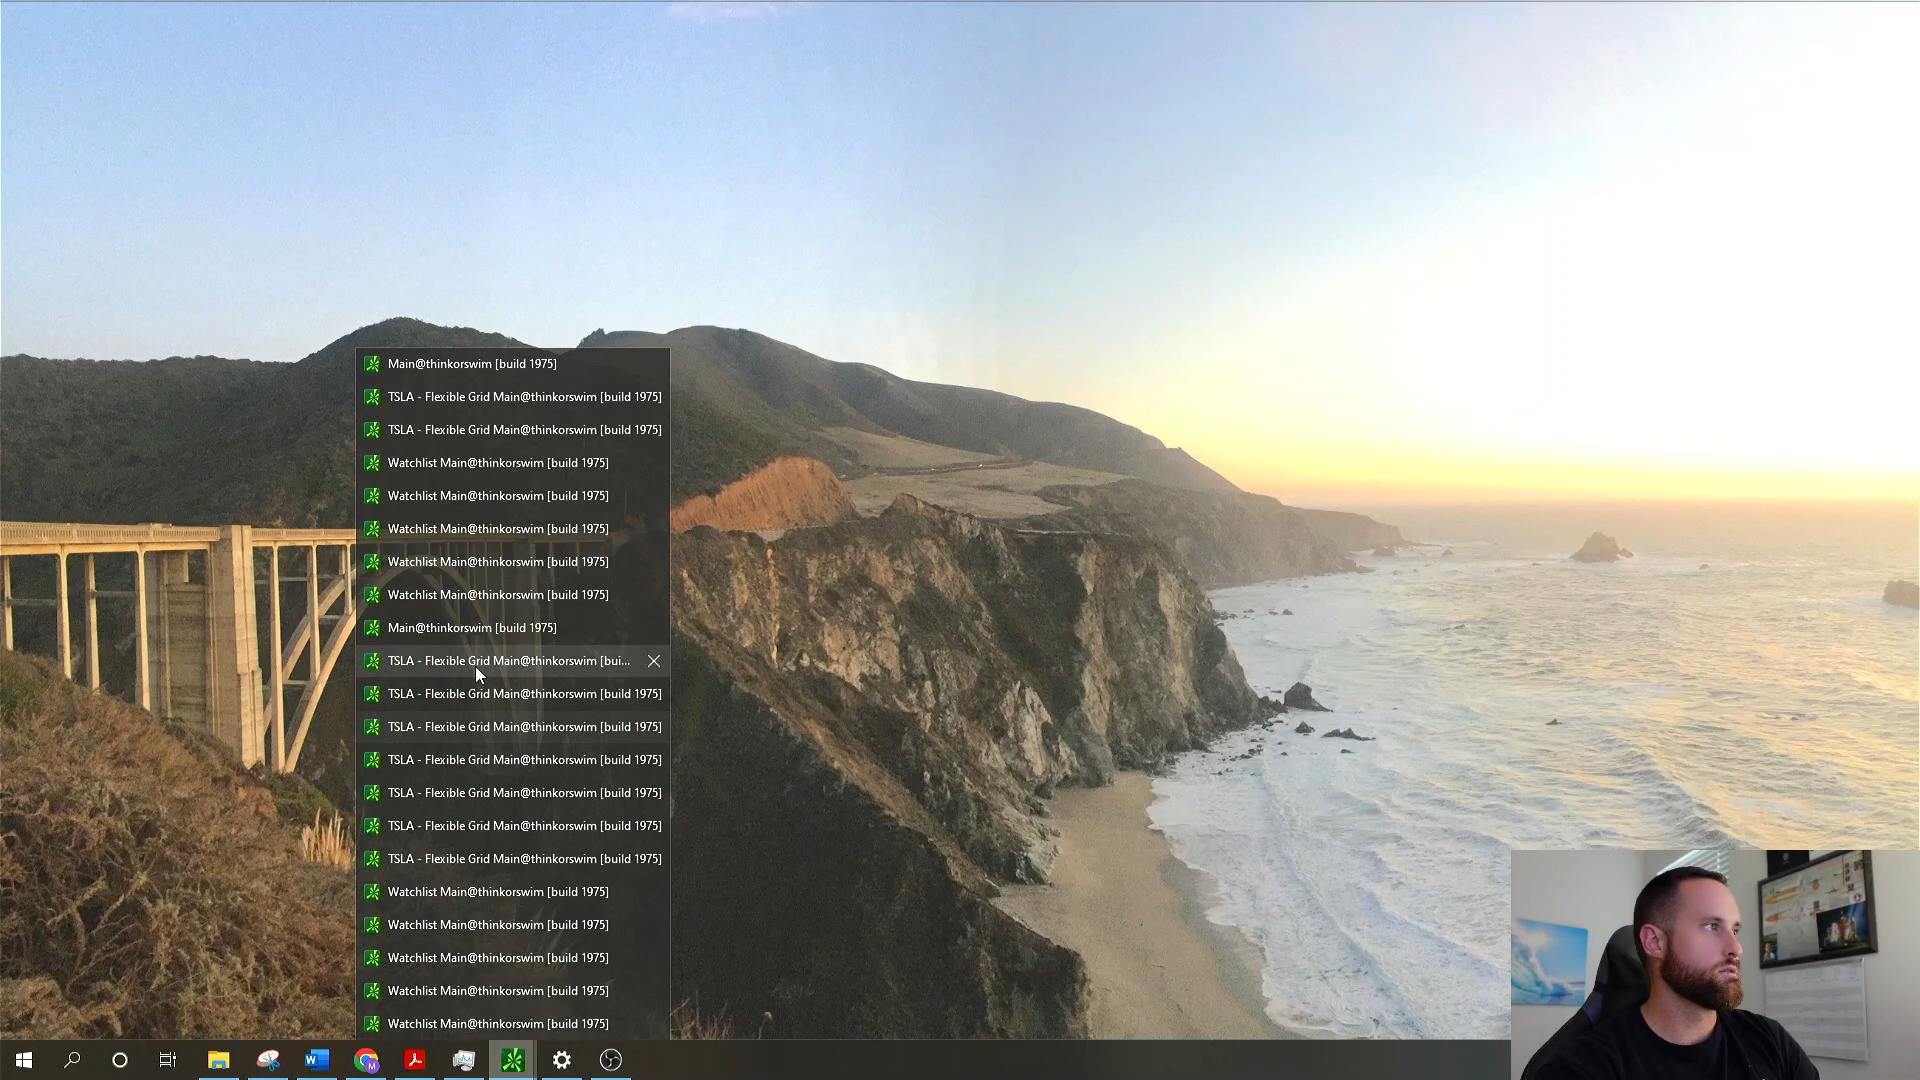 Main@thinkorswim [build 1975]
TSLA - Flexible Grid Main@thinkorswim [build 1975]
TSLA - Flexible Grid Main@thinkorswim [build 1975]
Watchlist Main@thinkorswim [build 1975]
Watchlist Main@thinkorswim [build 1975]
Watchlist Main@thinkorswim [build 1975]
Watchlist Main@thinkorswim [build 1975]
Watchlist Main@thinkorswim [build 1975]
Main@thinkorswim [build 1975]
TSLA - Flexible Grid Main@thinkorswim [bui...
TSLA - Flexible Grid Main@thinkorswim [build 1975]
TSLA - Flexible Grid Main@thinkorswim [build 1975]
TSLA - Flexible Grid Main@thinkorswim [build 1975]
TSLA - Flexible Grid Main@thinkorswim [build 1975]
TSLA - Flexible Grid Main@thinkorswim [build 1975]
TSLA - Flexible Grid Main@thinkorswim [build 1975]
Watchlist Main@thinkorswim [build 1975]
Watchlist Main@thinkorswim [build 1975]
Watchlist Main@thinkorswim [build 1975]
Watchlist Main@thinkorswim [build 1975]
Watchlist Main@thinkorswim [build 1975]
W
M